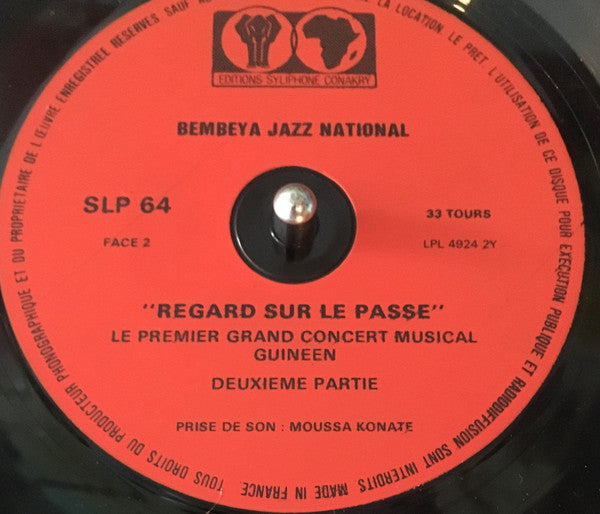 EDITIONS SYLIPHONE CONAKRY
BEMBEYA JAZZ NATIONAL
SLP 64
33 TOURS
FACE 2
LPL 4924 2Y
"REGARD SUR LE PASSE"
LE PREMIER GRAND CONCERT MUSICAL
GUINEEN
DEUXIEME PARTIE
PRISE DE SON : MOUSSA KONATE
TOUS DROITS DU PRODUCTEUR PHONOGRAPHIQUE ET DU PROPRIETAIRE DE L'ŒUVRE ENREGISTREE RESERVES SAUF LA LOCATION. LE PRET. L'UTILISATION DE CE DISQUE POUR EXECUTION PUBLIQUE ET RADIODIFFUSION SONT INTERDITS MADE IN FRANCE.